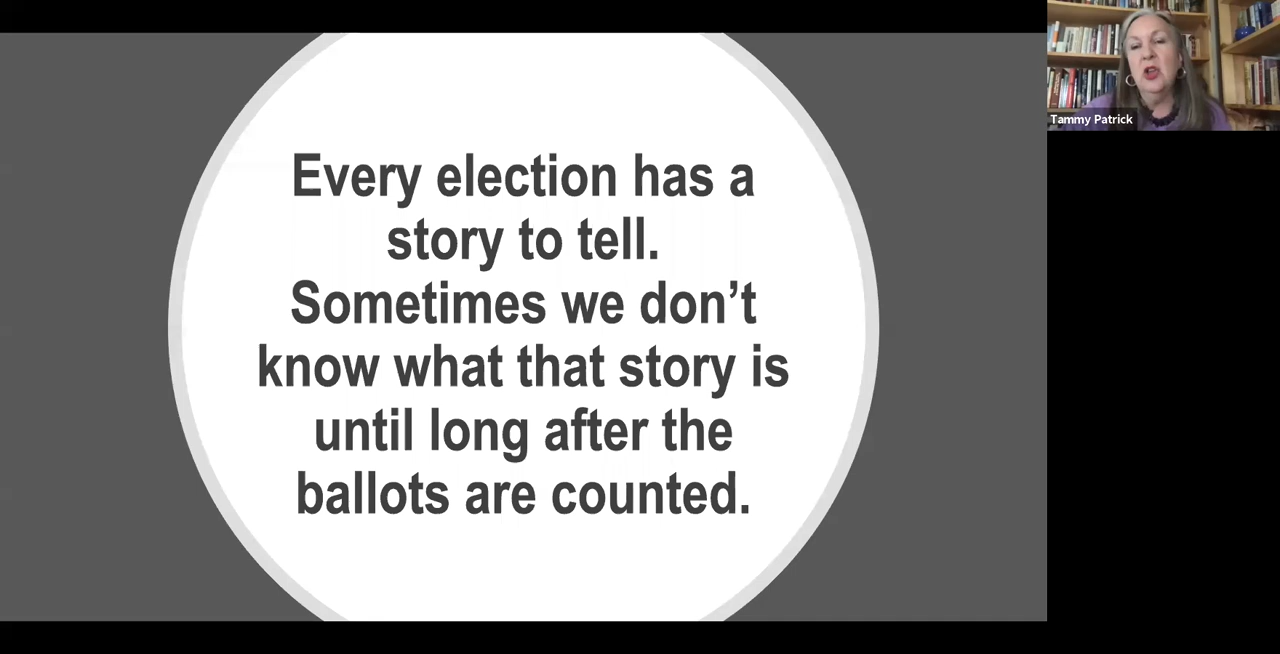 Every election has a
story to tell.
Sometimes we don’t
know what that story is
until long after the
ballots are counted.
Tammy Patrick